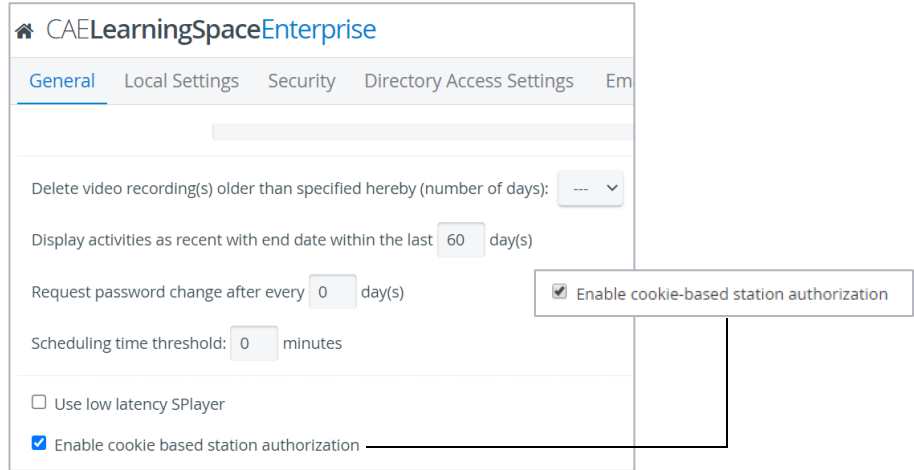 CAELearningSpaceEnterprise
General Local Settings Security Directory Access Settings Em
Delete video recording(s) older than specified hereby (number of days): ---
Display activities as recent with end date within the last 60 day(s)
Request password change after every 0 day(s)
Enable cookie-based station authorization
Scheduling time threshold: 0 minutes
Use low latency SPlayer
Enable cookie based station authorization